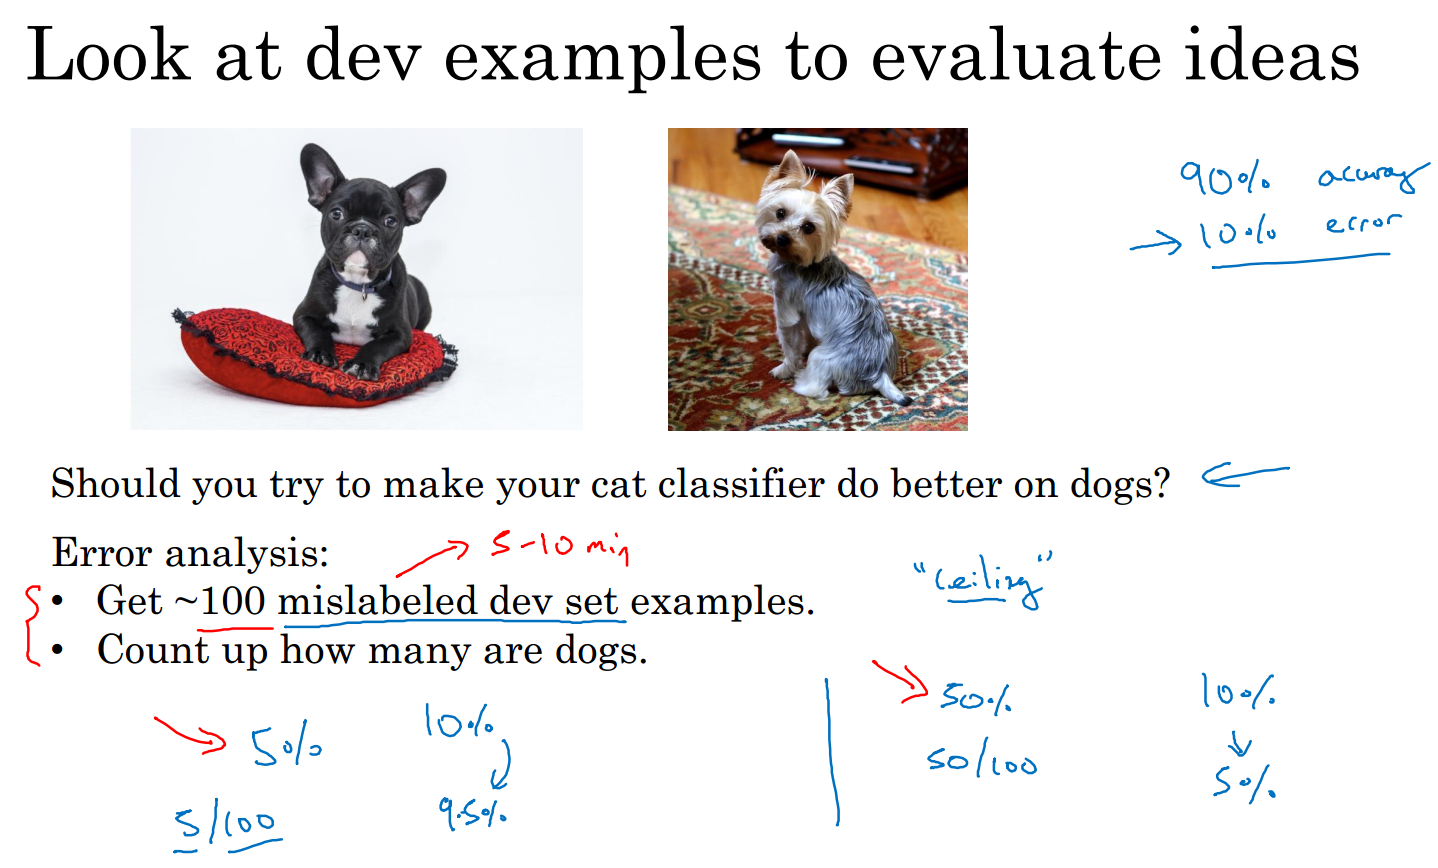 Look at dev examples to evaluate ideas
90% accuracy
→ 10% error
Should you try to make your cat classifier do better on dogs?
Error analysis:
5-10 min
• Get ~100 mislabeled dev set examples.
• Count up how many are dogs.
"ceiling"
5%
10%
5/100
9.5%
50%
10%
50/100
5%